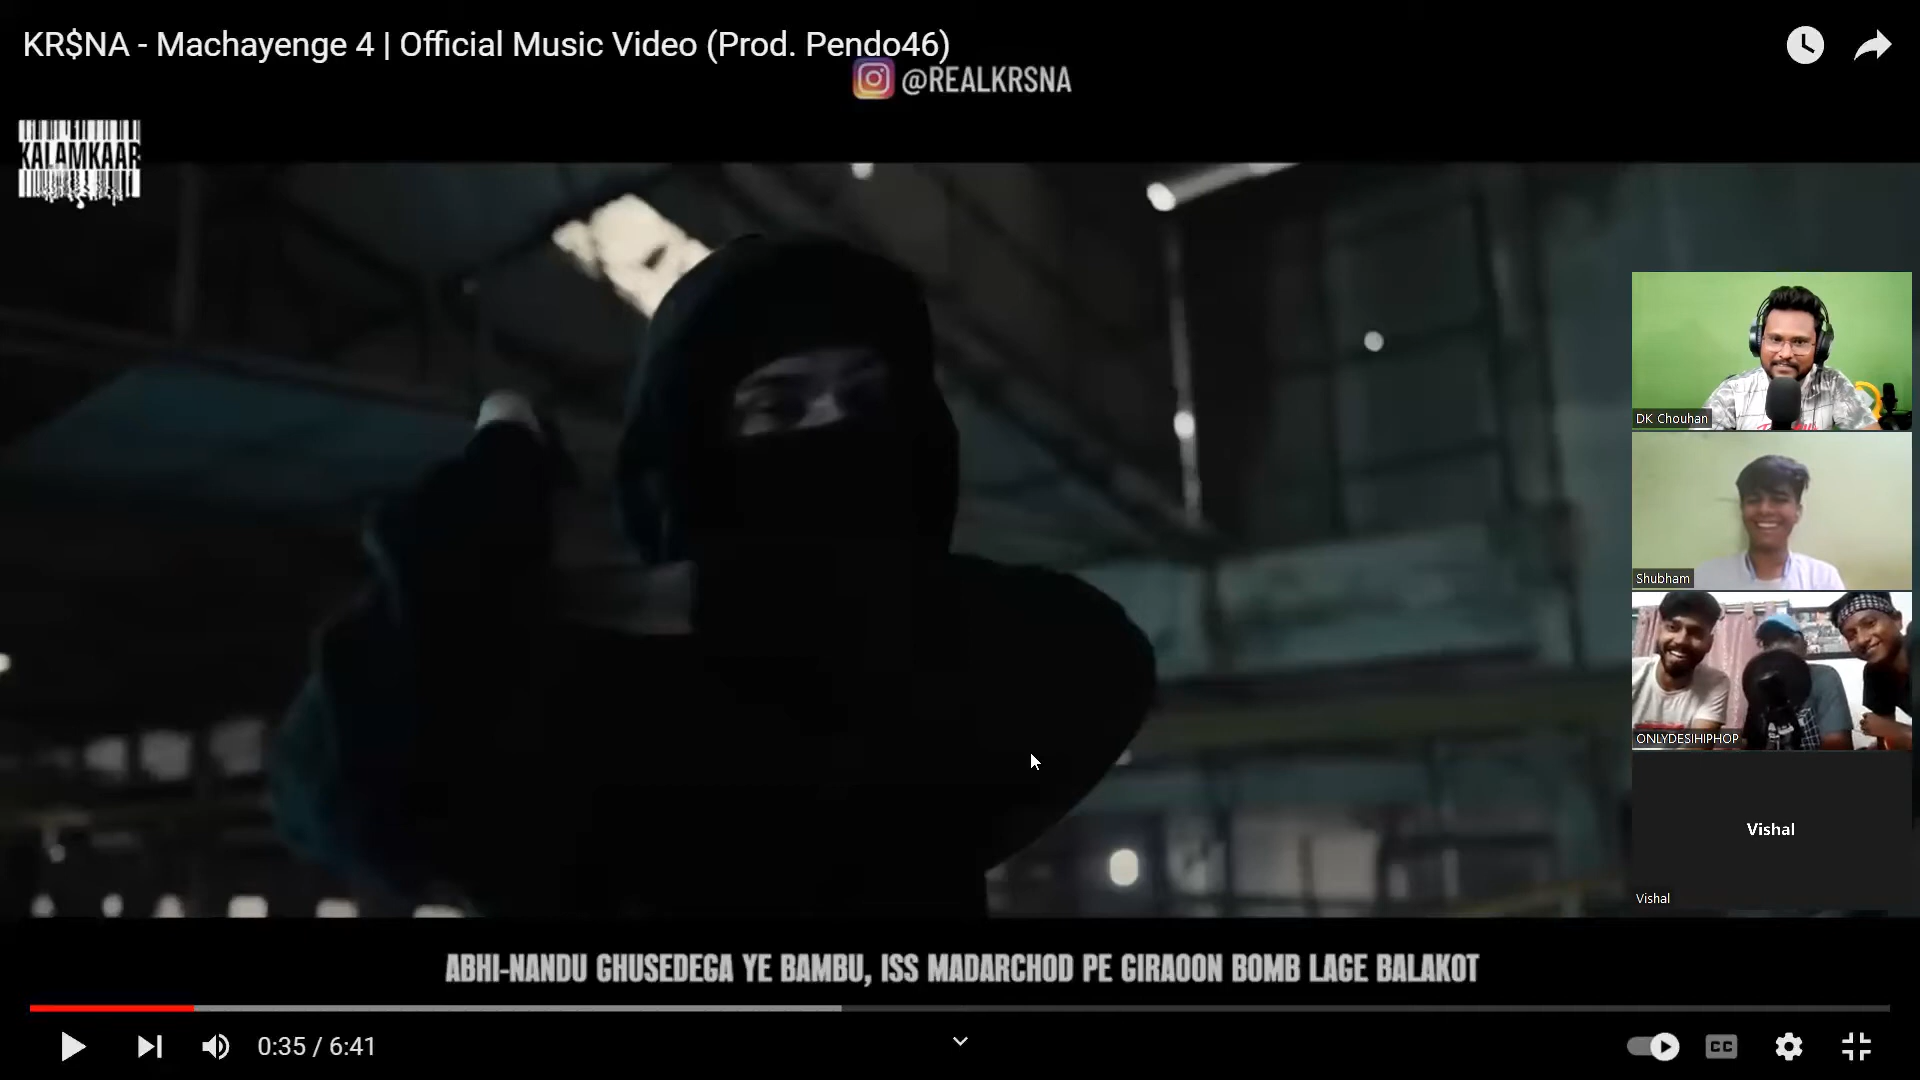 KR$NA - Machayenge 4 | Official Music Video (Prod. Pendo46)
@REALKRSNA
KALAMKAAR
DK Chouhan
Shubham
ONLYDESIHIPHOP
Vishal
Vishal
ABHI-NANDU GHUSEDEGA YE BAMBU, ISS MADARCHOD PE GIRAOON BOMB LAGE BALAKOT
0:35 / 6:41
CC